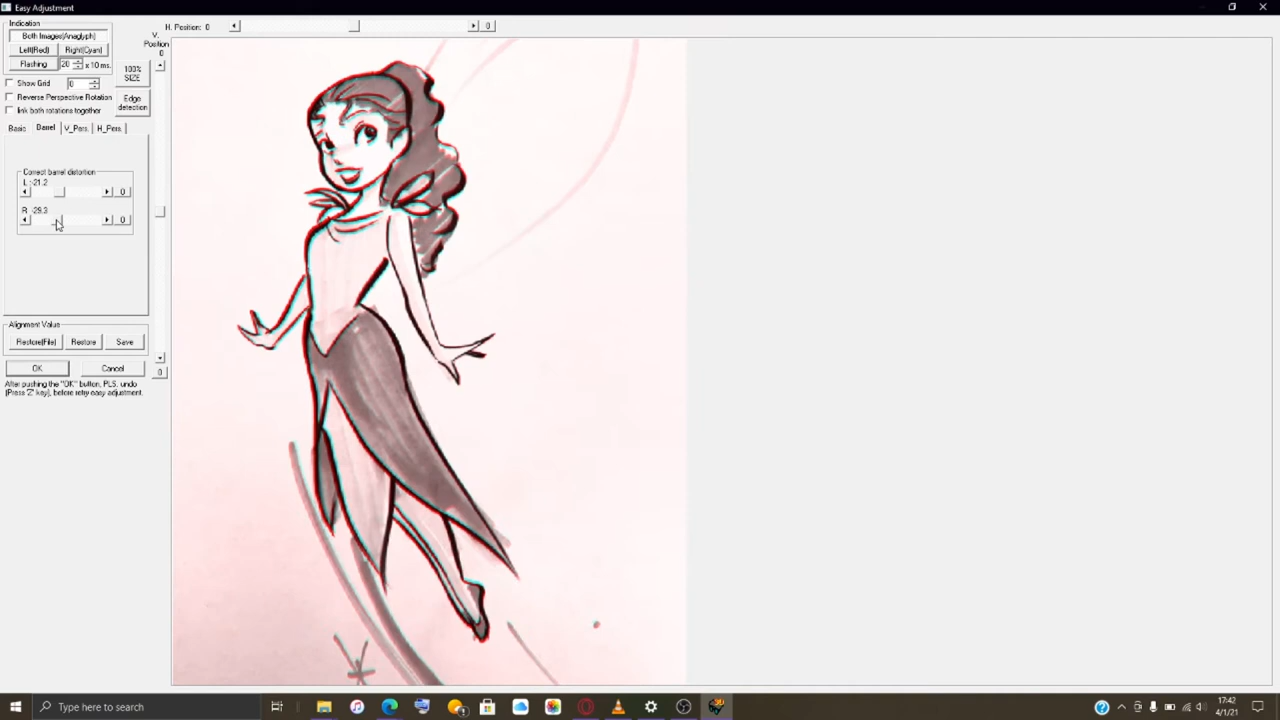 Easy Adjustment
Indication
Both Images(Anaglyph)
Left(Red) Right(Cyan)
Flashing 20 x 10 ms.
Show Grid 0
Reverse Perspective Rotation
link both rotations together
V. Position 0
100% SIZE
Edge detection
H. Position: 0
0
Basic Barrel V_Pers. H_Pers.
Correct barrel distortion
L :-21.2
0
R :-29.3
0
Alignment Value
Restore(File) Restore Save
0
OK Cancel
After pushing the "OK" button, PLS. undo
(Press 'Z' key), before retry easy adjustment.
Type here to search
17:42
4/1/21